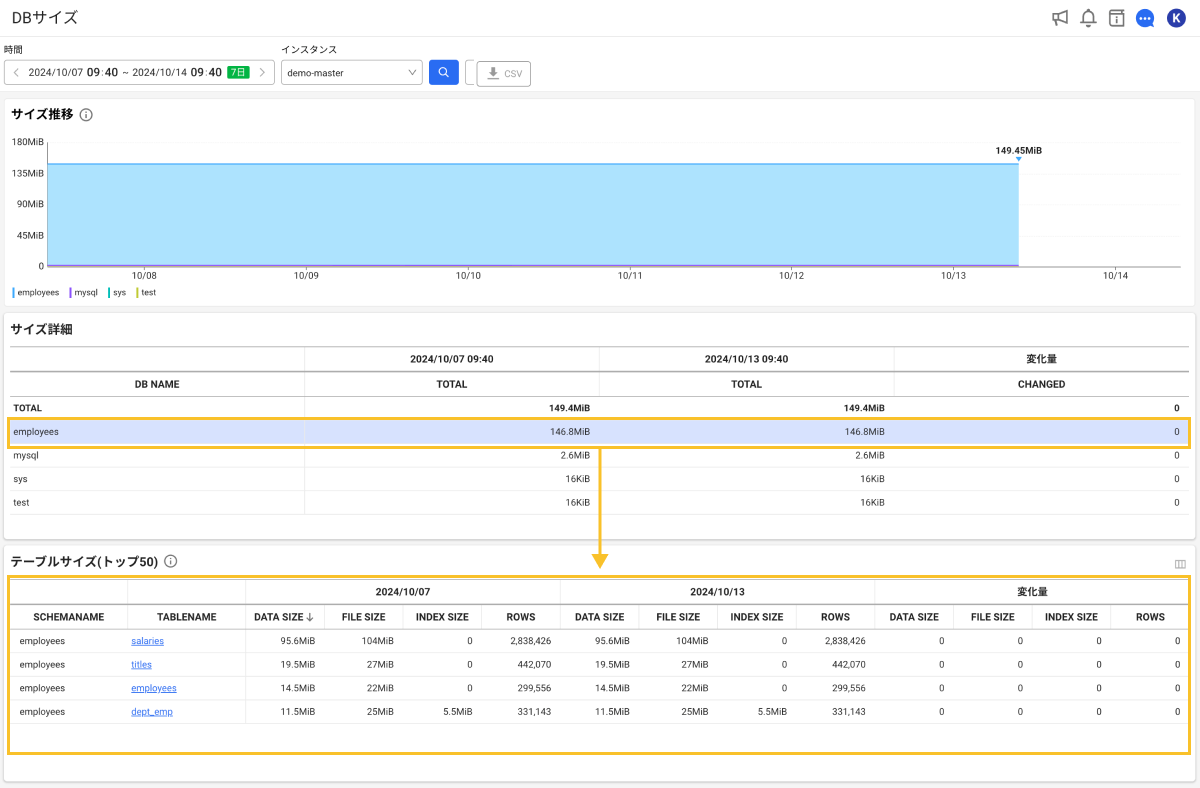 DBサイズ
K
時間
インスタンス
2024/10/07 09:40 ~ 2024/10/14 09:40 7日
demo-master
CSV
サイズ推移
180MiB
149.45MiB
135MiB
90MiB
45MiB
0
10/08 10/09 10/10 10/11 10/12 10/13 10/14
employees mysql sys test
サイズ詳細
2024/10/07 09:40 2024/10/13 09:40 変化量
DB NAME TOTAL TOTAL CHANGED
TOTAL 149.4MiB 149.4MiB 0
employees 146.8MiB 146.8MiB 0
mysql 2.6MiB 2.6MiB 0
sys 16KiB 16KiB 0
test 16KiB 16KiB 0
テーブルサイズ(トップ50)
2024/10/07 2024/10/13 変化量
SCHEMANAME TABLENAME DATA SIZE FILE SIZE INDEX SIZE ROWS DATA SIZE FILE SIZE INDEX SIZE ROWS DATA SIZE FILE SIZE INDEX SIZE ROWS
employees salaries 95.6MiB 104MiB 0 2,838,426 95.6MiB 104MiB 0 2,838,426 0 0 0 0
employees titles 19.5MiB 27MiB 0 442,070 19.5MiB 27MiB 0 442,070 0 0 0 0
employees employees 14.5MiB 22MiB 0 299,556 14.5MiB 22MiB 0 299,556 0 0 0 0
employees dept_emp 11.5MiB 25MiB 5.5MiB 331,143 11.5MiB 25MiB 5.5MiB 331,143 0 0 0 0